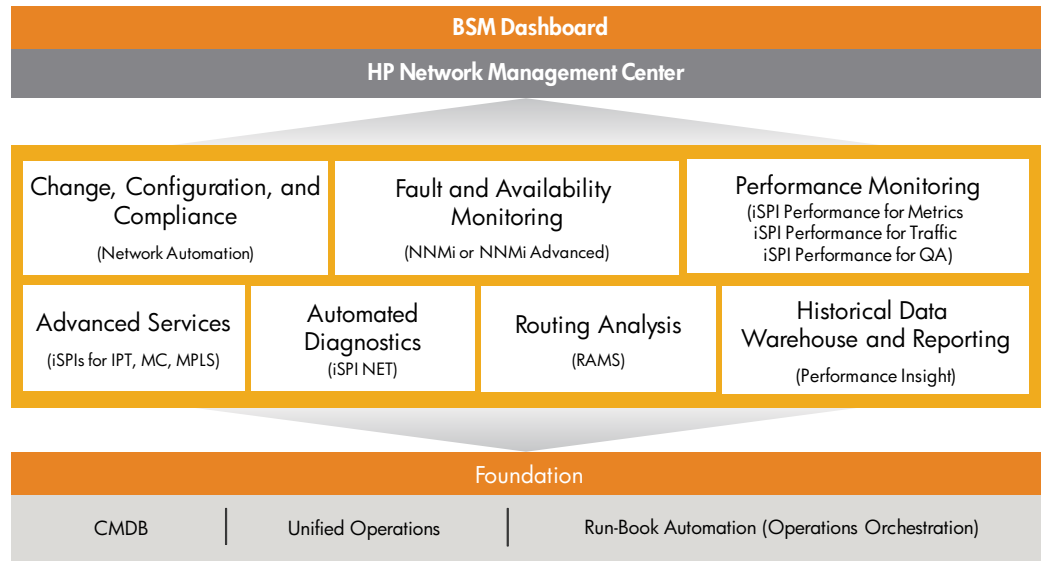 BSM Dashboard
HP Network Management Center
Change, Configuration, and
Compliance
(Network Automation)
Fault and Availability
Monitoring
(NNMi or NNMi Advanced)
Performance Monitoring
(iSPI Performance for Metrics
iSPI Performance for Traffic
iSPI Performance for QA)
Advanced Services
(iSPIs for IPT, MC, MPLS)
Automated
Diagnostics
(iSPI NET)
Routing Analysis
(RAMS)
Historical Data
Warehouse and Reporting
(Performance Insight)
Foundation
CMDB
Unified Operations
Run-Book Automation (Operations Orchestration)